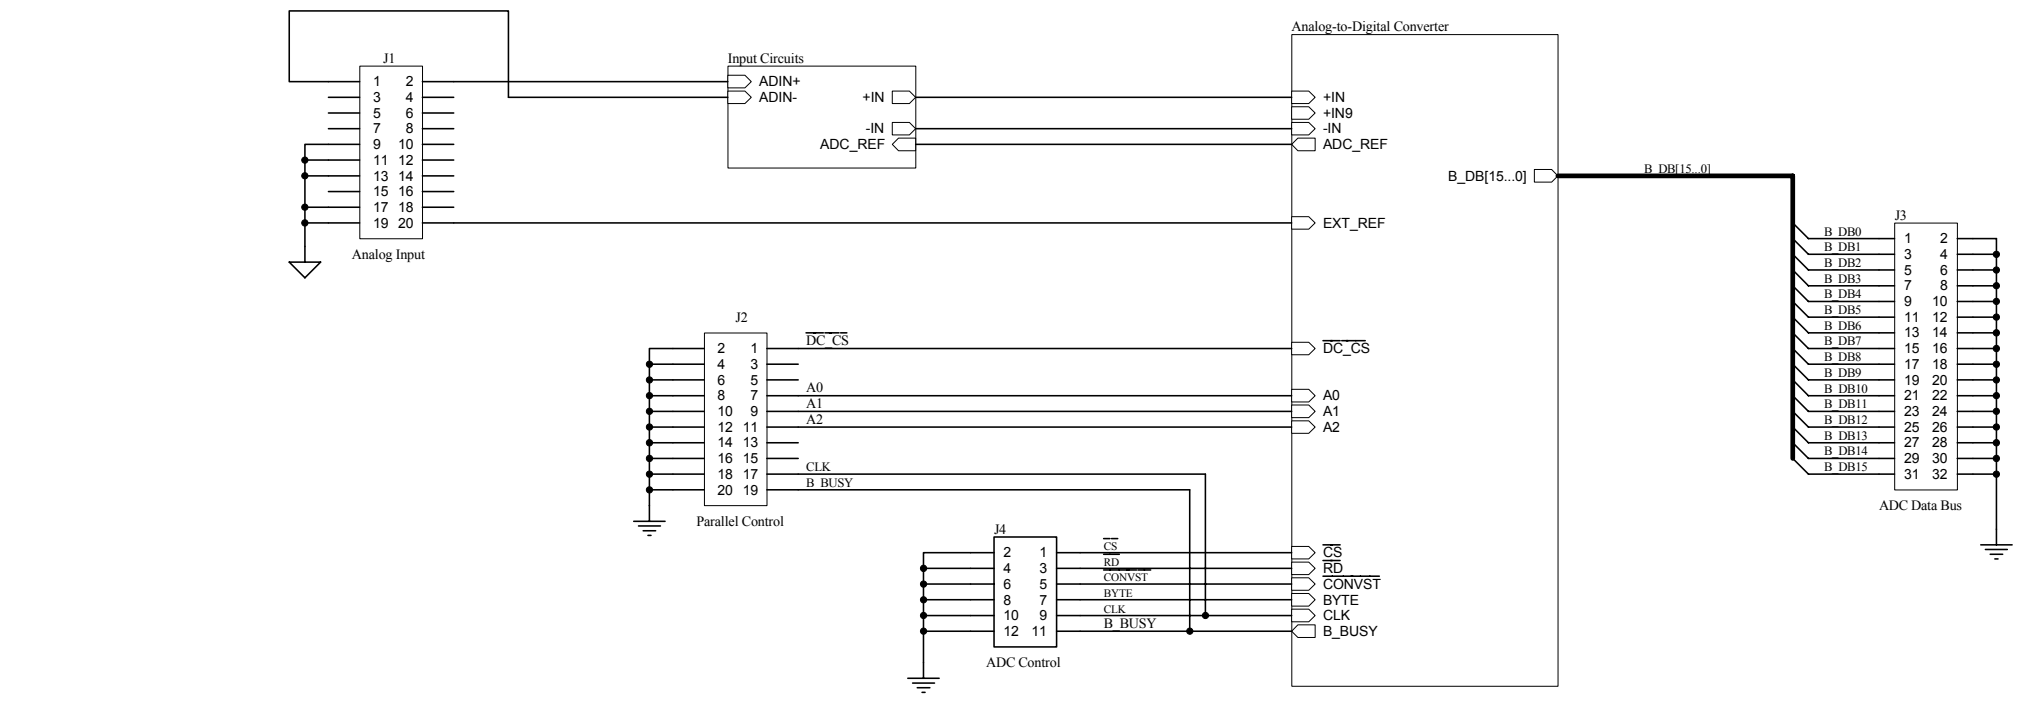 Analog-to-Digital Converter
J1
Input Circuits
1 2
3 4
5 6
7 8
9 10
11 12
13 14
15 16
17 18
19 20
Analog Input
ADIN+
ADIN-
+IN
-IN
ADC_REF
+IN
+IN9
-IN
ADC_REF
B_DB[15...0]
B_DB[15...0]
EXT_REF
J3
B_DB0 1 2
B_DB1 3 4
B_DB2 5 6
B_DB3 7 8
B_DB4 9 10
B_DB5 11 12
B_DB6 13 14
B_DB7 15 16
B_DB8 17 18
B_DB9 19 20
B_DB10 21 22
B_DB11 23 24
B_DB12 25 26
B_DB13 27 28
B_DB14 29 30
B_DB15 31 32
ADC Data Bus
J2
2 1 DC_CS
4 3
6 5
8 7 A0
10 9 A1
12 11 A2
14 13
16 15
18 17 CLK
20 19 B_BUSY
Parallel Control
DC_CS
A0
A1
A2
J4
2 1 CS
4 3 RD
6 5 CONVST
8 7 BYTE
10 9 CLK
12 11 B_BUSY
ADC Control
CS
RD
CONVST
BYTE
CLK
B_BUSY